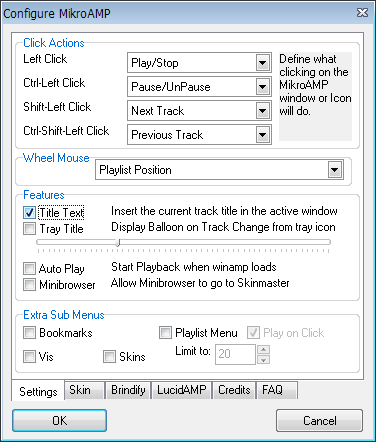 Configure MikroAMP
Click Actions
Left Click
Play/Stop
Ctrl-Left Click
Pause/UnPause
Shift-Left Click
Next Track
Ctrl-Shift-Left Click
Previous Track
Define what
clicking on the
MikroAMP
window or Icon
will do.
Wheel Mouse
Playlist Position
Features
Title Text
Insert the current track title in the active window
Tray Title
Display Balloon on Track Change from tray icon
Auto Play
Start Playback when winamp loads
Minibrowser
Allow Minibrowser to go to Skinmaster
Extra Sub Menus
Bookmarks
Playlist Menu
Play on Click
Vis
Skins
Limit to:
20
Settings
Skin
Brindify
LucidAMP
Credits
FAQ
OK
Cancel